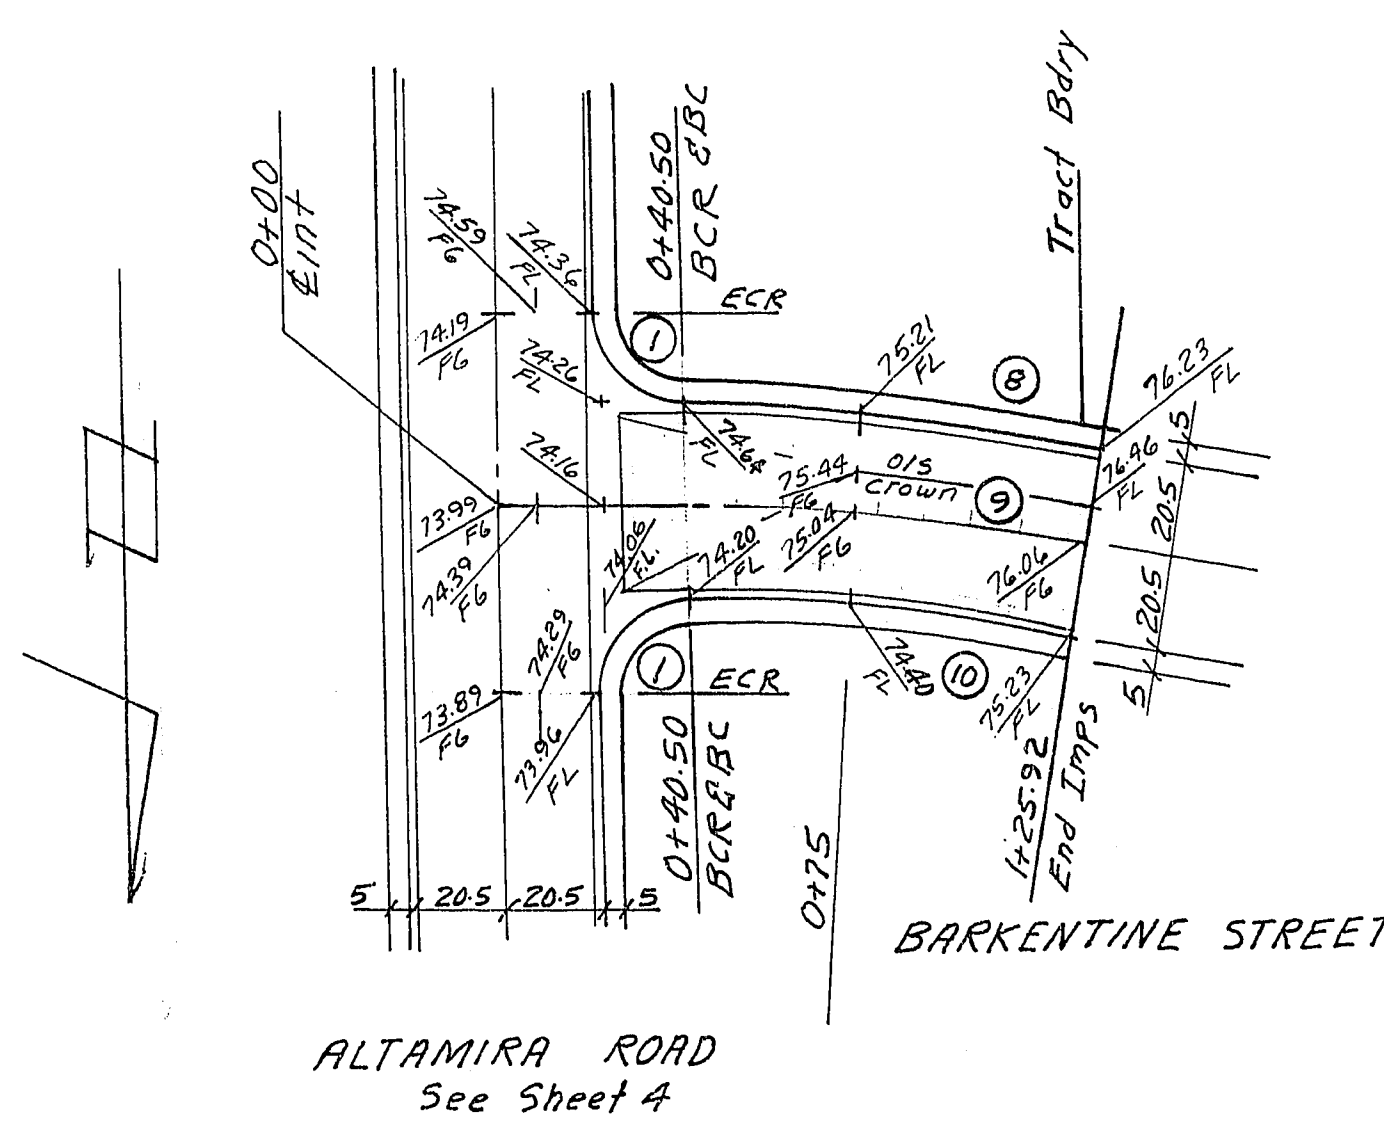 0+00
₵ Int
74.59
FG
74.36
FL
0+40.50
BCR & BC
Tract Bdry
ECR
1
74.19
FG
74.26
FL
75.21
FL
8
76.23
FL
5
74.16
74.64
FL
75.44
FG
O/S
Crown
9
76.46
FL
20.5
73.99
FG
74.39
FG
74.06
F.L.
74.20
FL
75.04
FG
76.06
FG
20.5
74.29
FG
1
ECR
74.40
FL
10
75.23
FL
5
73.89
FG
73.96
FL
0+40.50
BCR & BC
0+75
1+25.92
End Imps
5 20.5 20.5 5
BARKENTINE STREET
ALTAMIRA ROAD
See Sheet 4